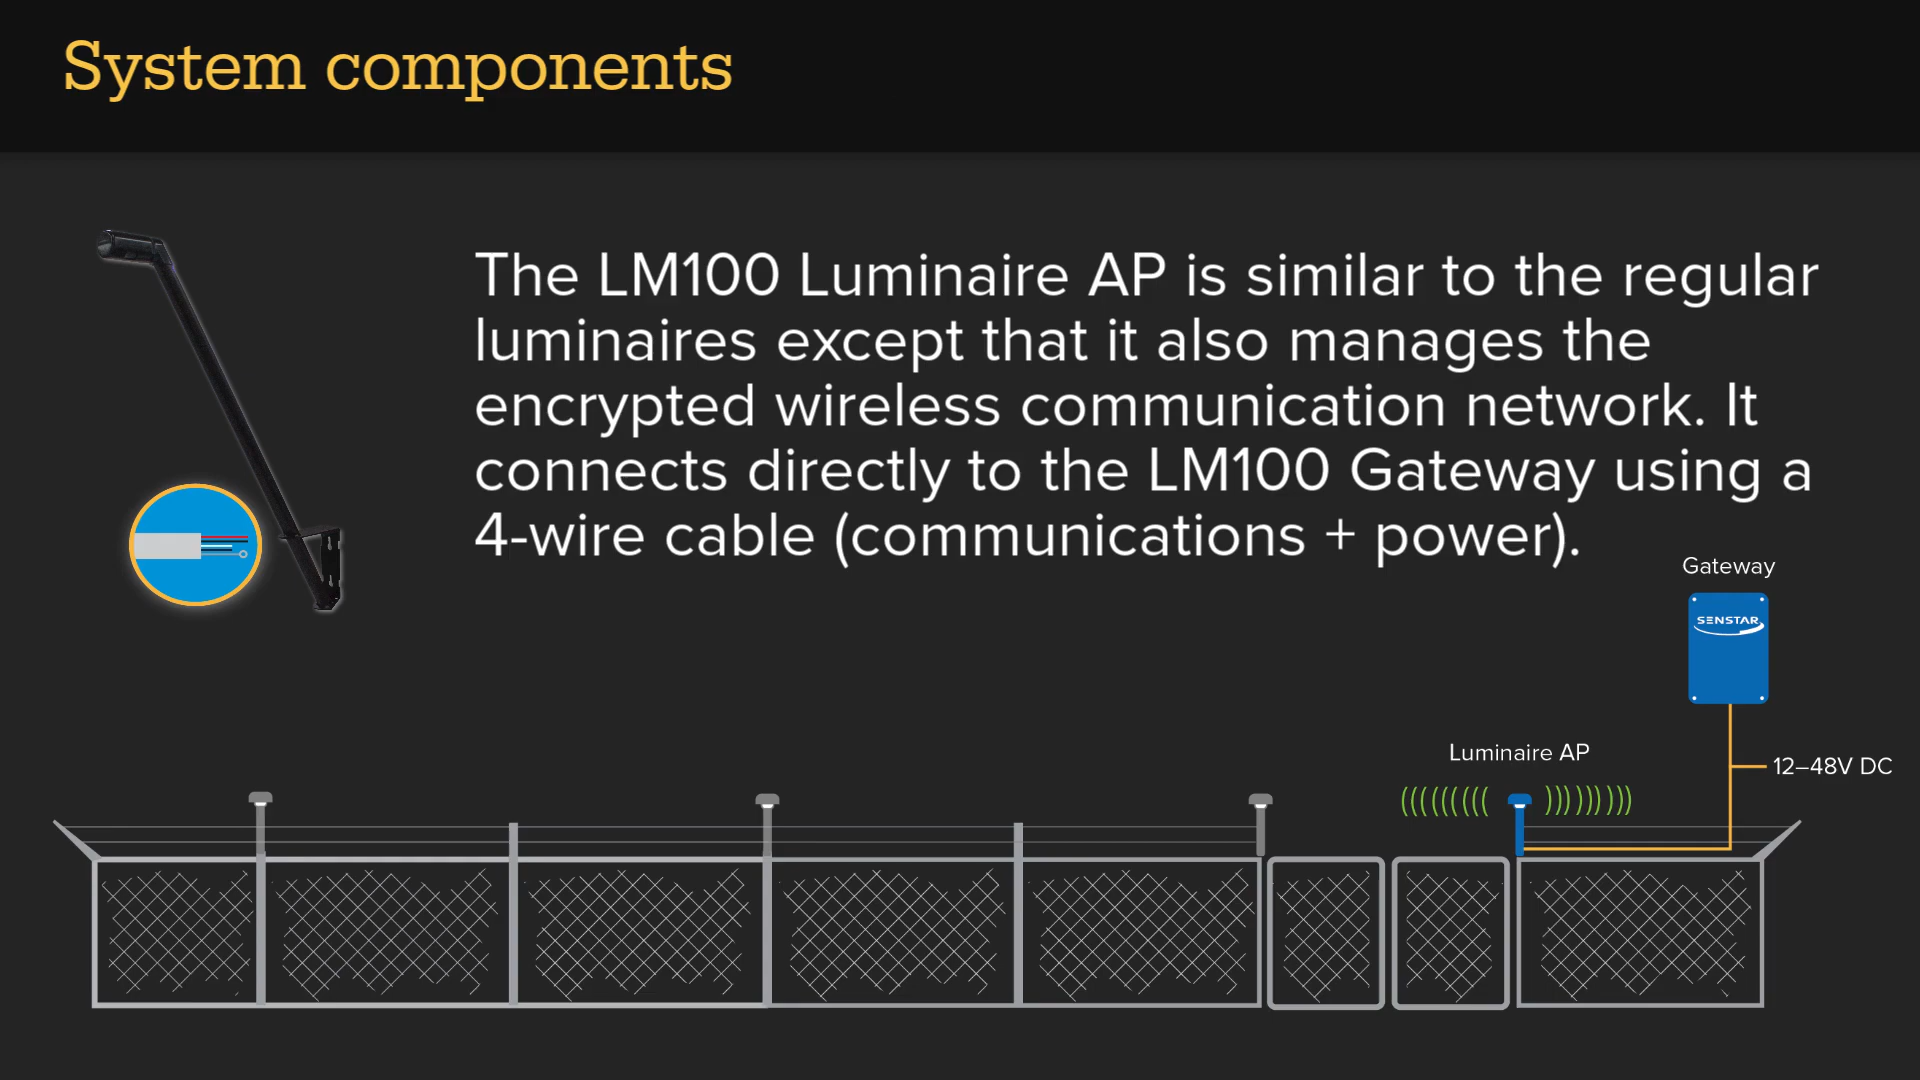 System components
The LM100 Luminaire AP is similar to the regular
luminaires except that it also manages the
encrypted wireless communication network. It
connects directly to the LM100 Gateway using a
4-wire cable (communications + power).
Gateway
SENSTAR
Luminaire AP
12–48V DC